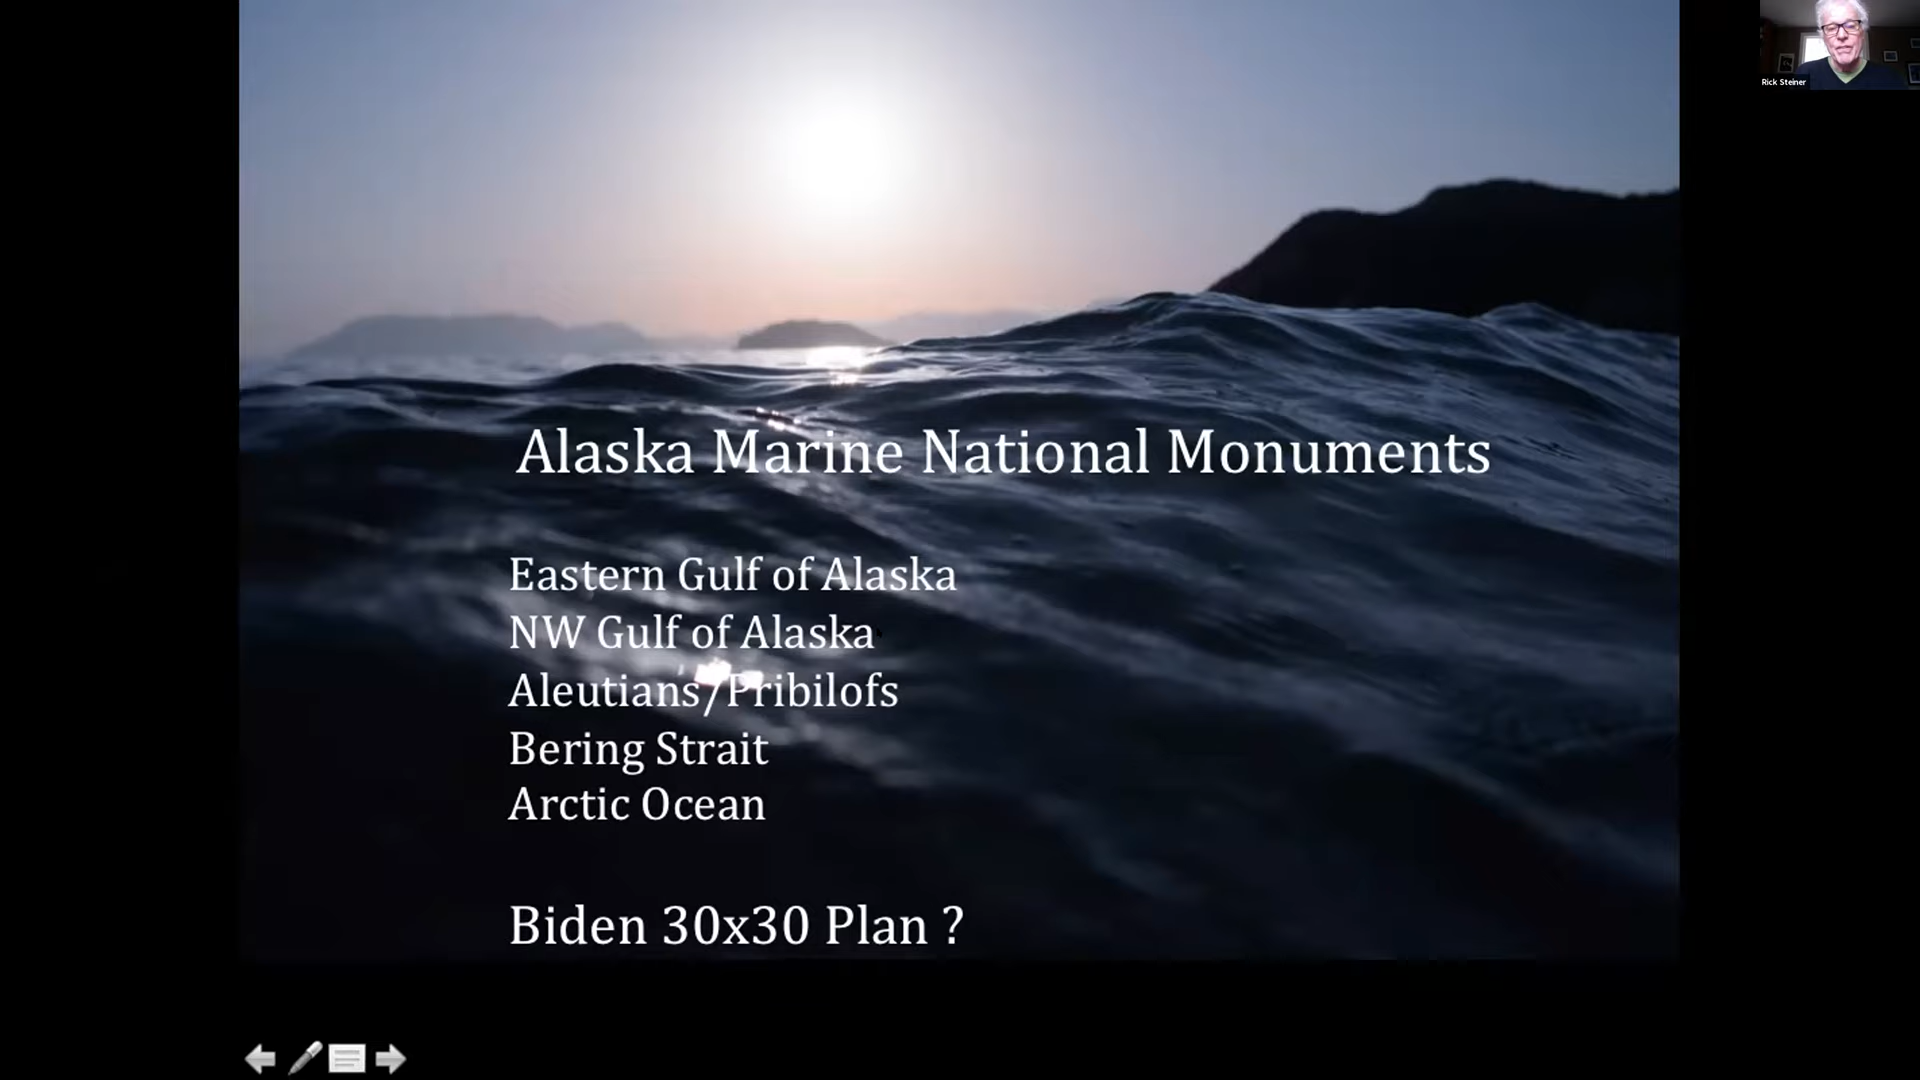 Rick Steiner
Alaska Marine National Monuments
Eastern Gulf of Alaska
NW Gulf of Alaska
Aleutians/Pribilofs
Bering Strait
Arctic Ocean
Biden 30x30 Plan ?